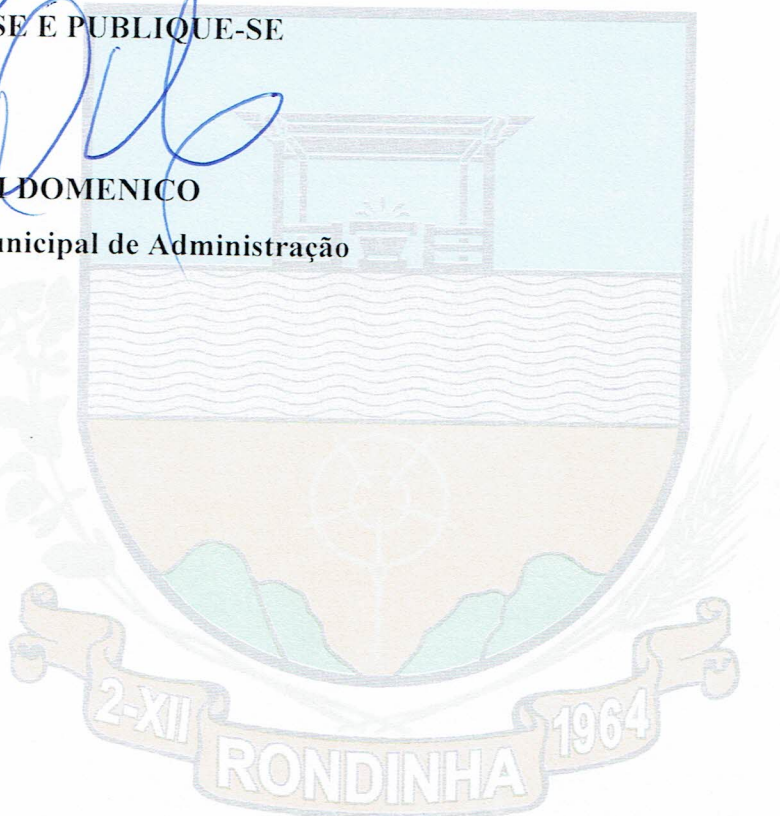 SE E PUBLIQUE-SE
DOMENICO
unicipal de Administração
2-XII
RONDINHA
1964